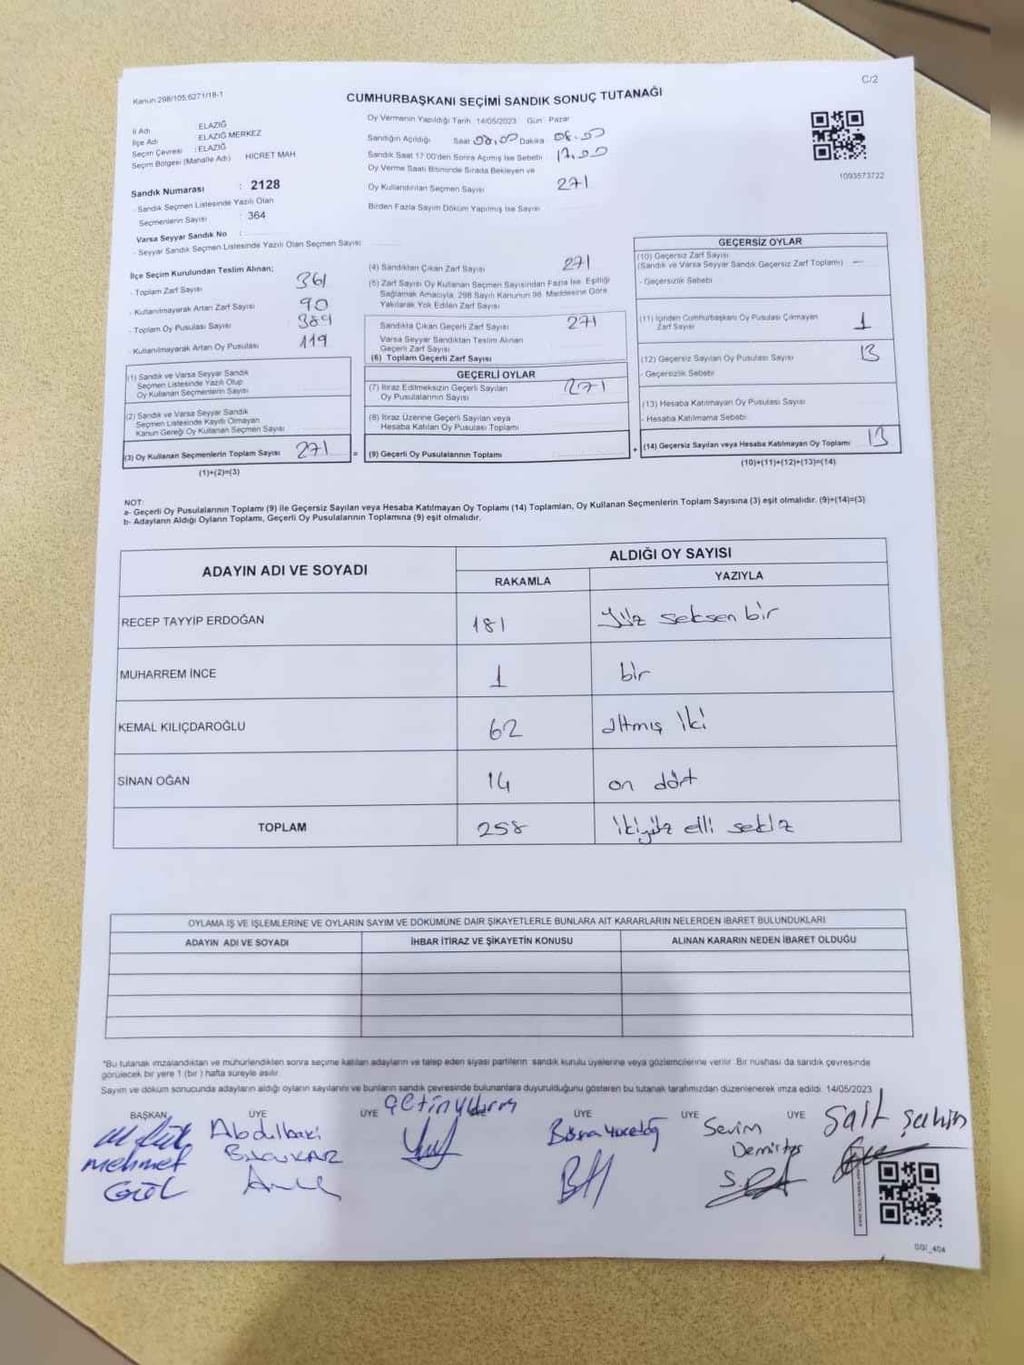 C/2
Kanun:298/105,6271/18-1
CUMHURBAŞKANI SEÇİMİ SANDIK SONUÇ TUTANAĞI
İl Adı : ELAZIĞ
İlçe Adı : ELAZIĞ MERKEZ
Seçim Çevresi : ELAZIĞ
Seçim Bölgesi (Mahalle Adı) HİCRET MAH
Sandık Numarası : 2128
- Sandık Seçmen Listesinde Yazılı Olan
Seçmenlerin Sayısı : 364
Varsa Seyyar Sandık No :
- Seyyar Sandık Seçmen Listesinde Yazılı Olan Seçmen Sayısı
Oy Vermenin Yapıldığı Tarih 14/05/2023 Gün: Pazar
Sandığın Açıldığı Saat 08.00 Dakika 08.00
Sandık Saat 17:00'den Sonra Açılmış İse Sebebi 17.00
Oy Verme Saati Bitiminde Sırada Bekleyen ve
Oy Kullandırılan Seçmen Sayısı 271
Birden Fazla Sayım Döküm Yapılmış İse Sayısı
1093573722
İlçe Seçim Kurulundan Teslim Alınan;
- Toplam Zarf Sayısı 361
- Kullanılmayarak Artan Zarf Sayısı 90
- Toplam Oy Pusulası Sayısı 389
- Kullanılmayarak Artan Oy Pusulası 119
(1) Sandık ve Varsa Seyyar Sandık
Seçmen Listesinde Yazılı Olup
Oy Kullanan Seçmenlerin Sayısı
(2) Sandık ve Varsa Seyyar Sandık
Seçmen Listesinde Kayıtlı Olmayan
Kanun Gereği Oy Kullanan Seçmen Sayısı
(3) Oy Kullanan Seçmenlerin Toplam Sayısı 271 =
(1)+(2)=(3)
(4) Sandıktan Çıkan Zarf Sayısı 271
(5) Zarf Sayısı Oy Kullanan Seçmen Sayısından Fazla İse, Eşitliği
Sağlamak Amacıyla, 298 Sayılı Kanunun 98. Maddesine Göre
Yakılarak Yok Edilen Zarf Sayısı
Sandıkta Çıkan Geçerli Zarf Sayısı 271
Varsa Seyyar Sandıktan Teslim Alınan
Geçerli Zarf Sayısı
(6) Toplam Geçerli Zarf Sayısı
GEÇERLİ OYLAR
(7) İtiraz Edilmeksizin Geçerli Sayılan
Oy Pusulalarının Sayısı 271
(8) İtiraz Üzerine Geçerli Sayılan veya
Hesaba Katılan Oy Pusulası Toplamı
(9) Geçerli Oy Pusulalarının Toplamı +
GEÇERSİZ OYLAR
(10) Geçersiz Zarf Sayısı
(Sandık ve Varsa Seyyar Sandık Geçersiz Zarf Toplamı) –
- Geçersizlik Sebebi
(11) İçinden Cumhurbaşkanı Oy Pusulası Çıkmayan
Zarf Sayısı 1
(12) Geçersiz Sayılan Oy Pusulası Sayısı 13
- Geçersizlik Sebebi
(13) Hesaba Katılmayan Oy Pusulası Sayısı
- Hesaba Katılmama Sebebi
(14) Geçersiz Sayılan veya Hesaba Katılmayan Oy Toplamı 13
(10)+(11)+(12)+(13)=(14)
NOT:
a- Geçerli Oy Pusulalarının Toplamı (9) ile Geçersiz Sayılan veya Hesaba Katılmayan Oy Toplamı (14) Toplamları, Oy Kullanan Seçmenlerin Toplam Sayısına (3) eşit olmalıdır. (9)+(14)=(3)
b- Adayların Aldığı Oyların Toplamı, Geçerli Oy Pusulalarının Toplamına (9) eşit olmalıdır.
ADAYIN ADI VE SOYADI ALDIĞI OY SAYISI
RAKAMLA YAZIYLA
RECEP TAYYİP ERDOĞAN 181 Yüz seksen bir
MUHARREM İNCE 1 bir
KEMAL KILIÇDAROĞLU 62 altmış iki
SİNAN OĞAN 14 on dört
TOPLAM 258 ikiyüz elli sekiz
OYLAMA İŞ VE İŞLEMLERİNE VE OYLARIN SAYIM VE DÖKÜMÜNE DAİR ŞİKAYETLERLE BUNLARA AİT KARARLARIN NELERDEN İBARET BULUNDUKLARI
ADAYIN ADI VE SOYADI İHBAR İTİRAZ VE ŞİKAYETİN KONUSU ALINAN KARARIN NEDEN İBARET OLDUĞU
*Bu tutanak imzalandıktan ve mühürlendikten sonra seçime katılan adayların ve talep eden siyasi partilerin sandık kurulu üyelerine veya gözlemcilerine verilir. Bir nüshası da sandık çevresinde
görülecek bir yere 1 (bir) hafta süreyle asılır.
Sayım ve döküm sonucunda adayların aldığı oyların sayılarını ve bunların sandık çevresinde bulunanlara duyurulduğunu gösteren bu tutanak tarafımızdan düzenlenerek imza edildi. 14/05/2023
BAŞKAN ÜYE ÜYE ÜYE ÜYE ÜYE
Mehmet
Abdulbaki
Çetin Yıldırım
Sevim
Demirtaş
Sait Şahin